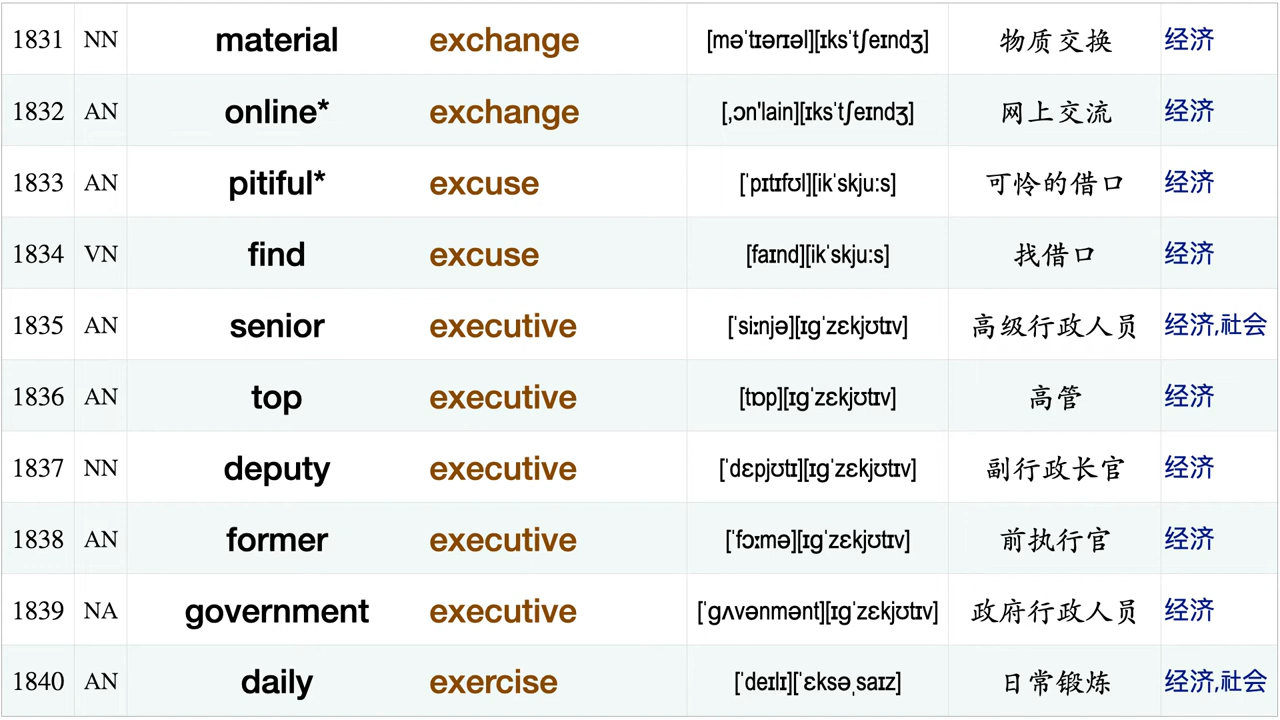 1831 NN material exchange [məˈtɪərɪəl][ɪksˈtʃeɪndʒ] 物质交换 经济
1832 AN online* exchange [ˌɔn'lain][ɪksˈtʃeɪndʒ] 网上交流 经济
1833 AN pitiful* excuse [ˈpɪtɪfʊl][ikˈskju:s] 可怜的借口 经济
1834 VN find excuse [faɪnd][ikˈskju:s] 找借口 经济
1835 AN senior executive [ˈsiːnjə][ɪɡˈzɛkjʊtɪv] 高级行政人员 经济,社会
1836 AN top executive [tɒp][ɪɡˈzɛkjʊtɪv] 高管 经济
1837 NN deputy executive [ˈdɛpjʊtɪ][ɪɡˈzɛkjʊtɪv] 副行政长官 经济
1838 AN former executive [ˈfɔːmə][ɪɡˈzɛkjʊtɪv] 前执行官 经济
1839 NA government executive [ˈɡʌvənmənt][ɪɡˈzɛkjʊtɪv] 政府行政人员 经济
1840 AN daily exercise [ˈdeɪlɪ][ˈɛksəˌsaɪz] 日常锻炼 经济,社会